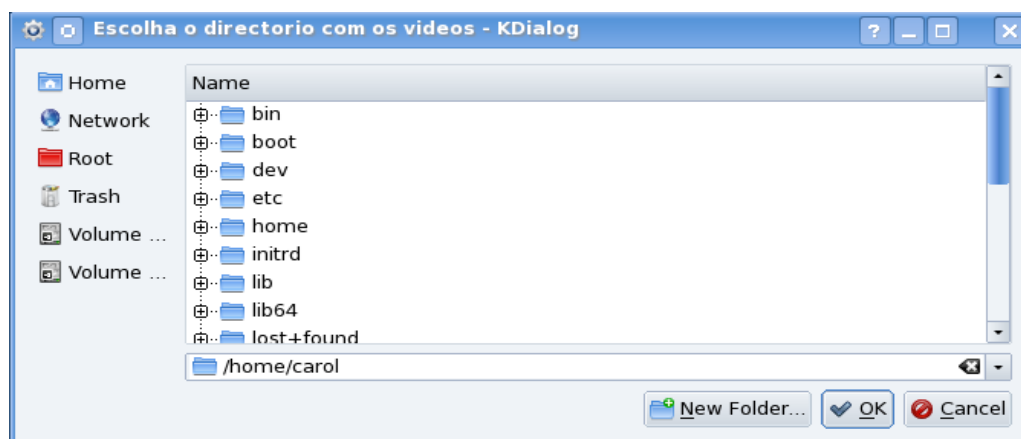 Escolha o directorio com os videos - KDialog
Home
Network
Root
Trash
Volume ...
Volume ...
Name
bin
boot
dev
etc
home
initrd
lib
lib64
lost+found
/home/carol
New Folder...
OK
Cancel